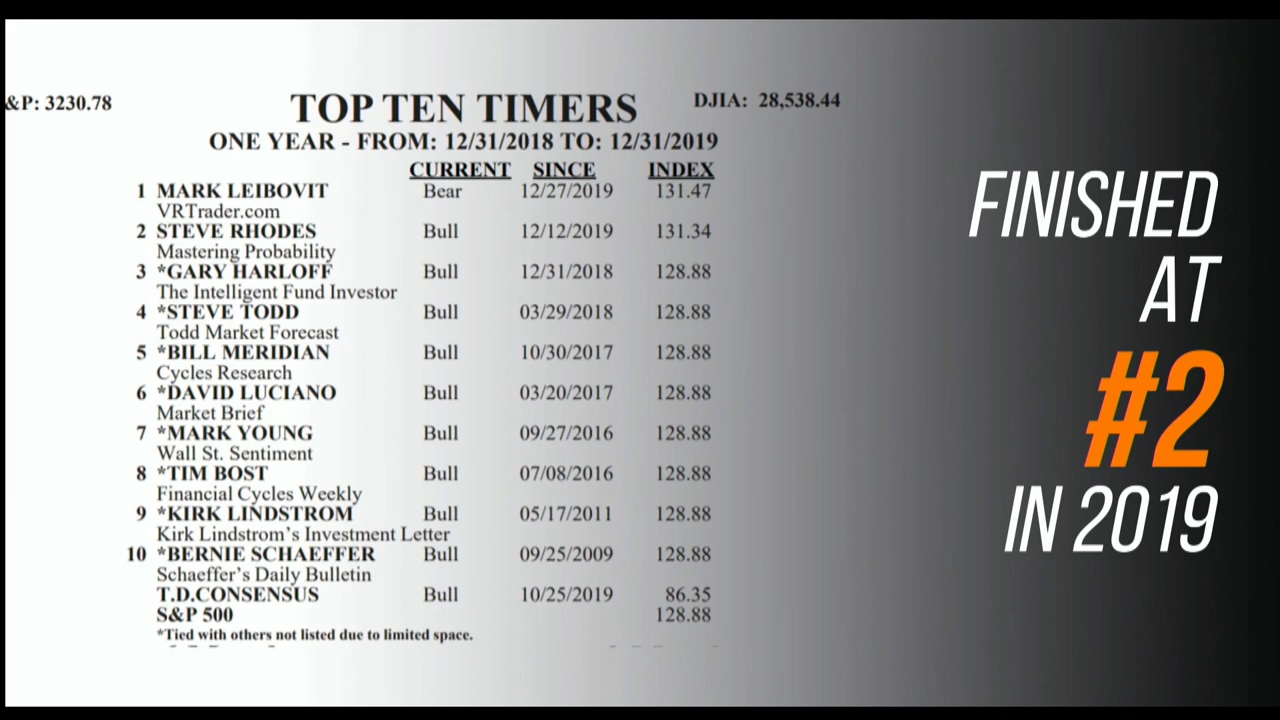 &P: 3230.78
TOP TEN TIMERS
DJIA: 28,538.44
ONE YEAR - FROM: 12/31/2018 TO: 12/31/2019
CURRENT SINCE INDEX
1 MARK LEIBOVIT Bear 12/27/2019 131.47
VRTrader.com
2 STEVE RHODES Bull 12/12/2019 131.34
Mastering Probability
3 *GARY HARLOFF Bull 12/31/2018 128.88
The Intelligent Fund Investor
4 *STEVE TODD Bull 03/29/2018 128.88
Todd Market Forecast
5 *BILL MERIDIAN Bull 10/30/2017 128.88
Cycles Research
6 *DAVID LUCIANO Bull 03/20/2017 128.88
Market Brief
7 *MARK YOUNG Bull 09/27/2016 128.88
Wall St. Sentiment
8 *TIM BOST Bull 07/08/2016 128.88
Financial Cycles Weekly
9 *KIRK LINDSTROM Bull 05/17/2011 128.88
Kirk Lindstrom's Investment Letter
10 *BERNIE SCHAEFFER Bull 09/25/2009 128.88
Schaeffer's Daily Bulletin
T.D.CONSENSUS Bull 10/25/2019 86.35
S&P 500 128.88
*Tied with others not listed due to limited space.
FINISHED
AT
#2
IN 2019